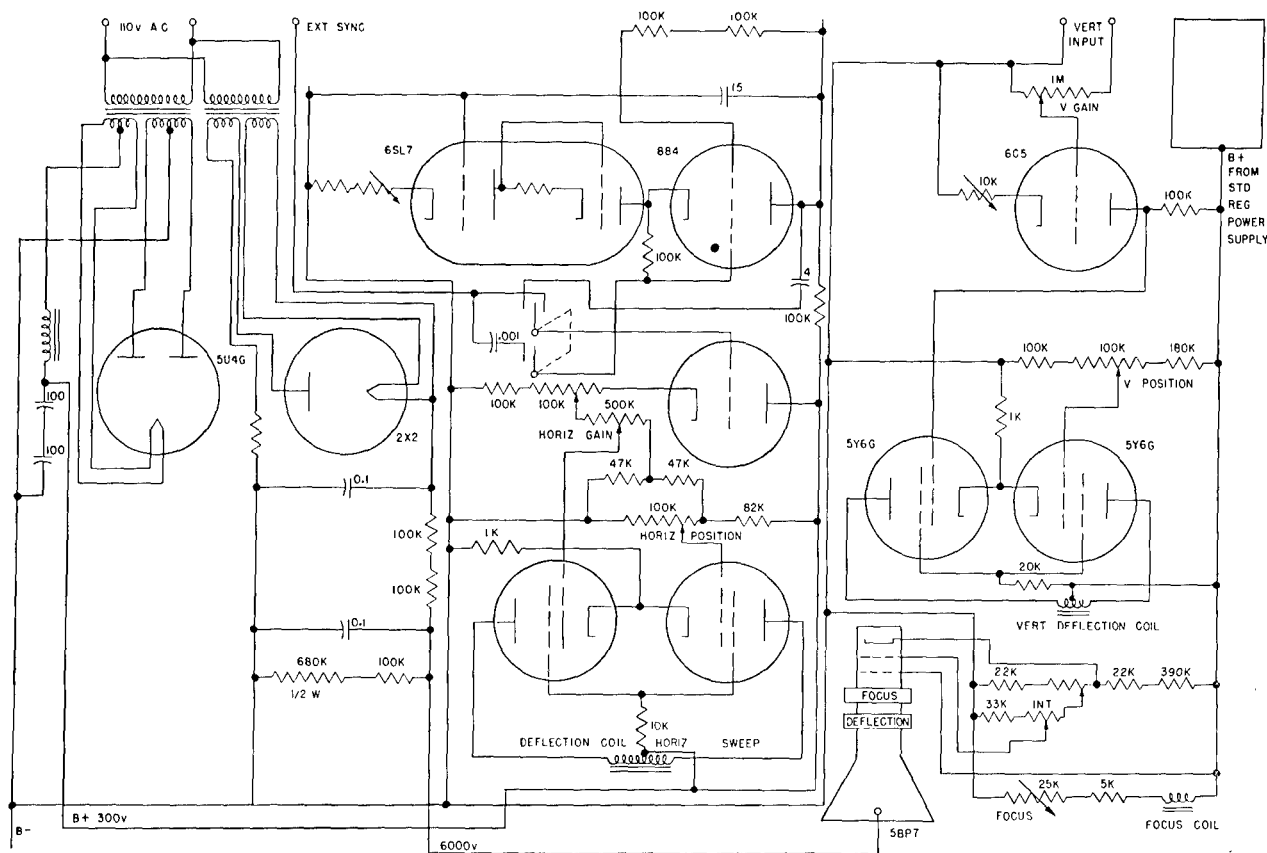 110v A C
EXT SYNC
100K
100K
VERT
INPUT
15
1M
V GAIN
6SL7
884
6C5
10K
100K
B+
FROM
STD
REG
POWER
SUPPLY
100K
4
100K
.001
5U4G
2X2
100
100
100K
100K
500K
HORIZ GAIN
100K
100K
180K
V POSITION
1K
47K
47K
5Y6G
5Y6G
0.1
100K
82K
HORIZ POSITION
1K
100K
100K
20K
VERT DEFLECTION COIL
0.1
680K
100K
1/2 W
22K
22K
390K
FOCUS
33K
INT
DEFLECTION
10K
DEFLECTION COIL
HORIZ
SWEEP
25K
5K
FOCUS
FOCUS COIL
B-
B+ 300v
6000v
5BP7